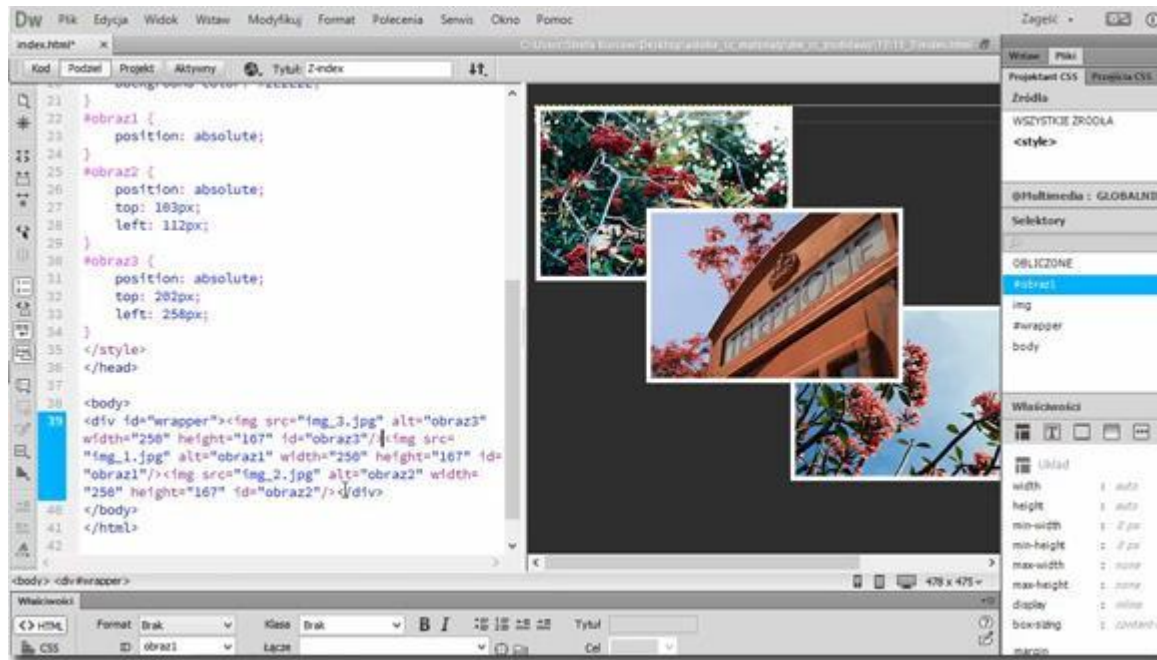 Dw Plik Edycja Widok Wstaw Modyfikuj Format Polecenia Serwis Okno Pomoc Zagęść
index.html*
Kod Podziel Projekt Aktywny Tytuł: Z-index
Wstaw Pliki
Projektant CSS Przejścia CSS
Źródła
WSZYSTKIE ŹRÓDŁA
<style>
@Multimedia : GLOBALNE
Selektory
OBLICZONE
#obraz1
img
#wrapper
body
Właściwości
Układ
width : auto
height : auto
min-width : 0 px
min-height : 0 px
max-width : none
max-height : none
display : inline
box-sizing : content
margin
21 }
22 #obraz1 {
23 position: absolute;
24 }
25 #obraz2 {
26 position: absolute;
27 top: 103px;
28 left: 112px;
29 }
30 #obraz3 {
31 position: absolute;
32 top: 202px;
33 left: 258px;
34 }
35 </style>
36 </head>
37
38 <body>
39 <div id="wrapper"><img src="img_3.jpg" alt="obraz3"
width="250" height="167" id="obraz3"/><img src=
"img_1.jpg" alt="obraz1" width="250" height="167" id=
"obraz1"/><img src="img_2.jpg" alt="obraz2" width=
"250" height="167" id="obraz2"/></div>
40 </body>
41 </html>
42
<body> <div#wrapper> 478 x 475
Właściwości
<> HTML Format Brak Klasa Brak B I Tytuł
CSS ID obraz1 Łącze Cel